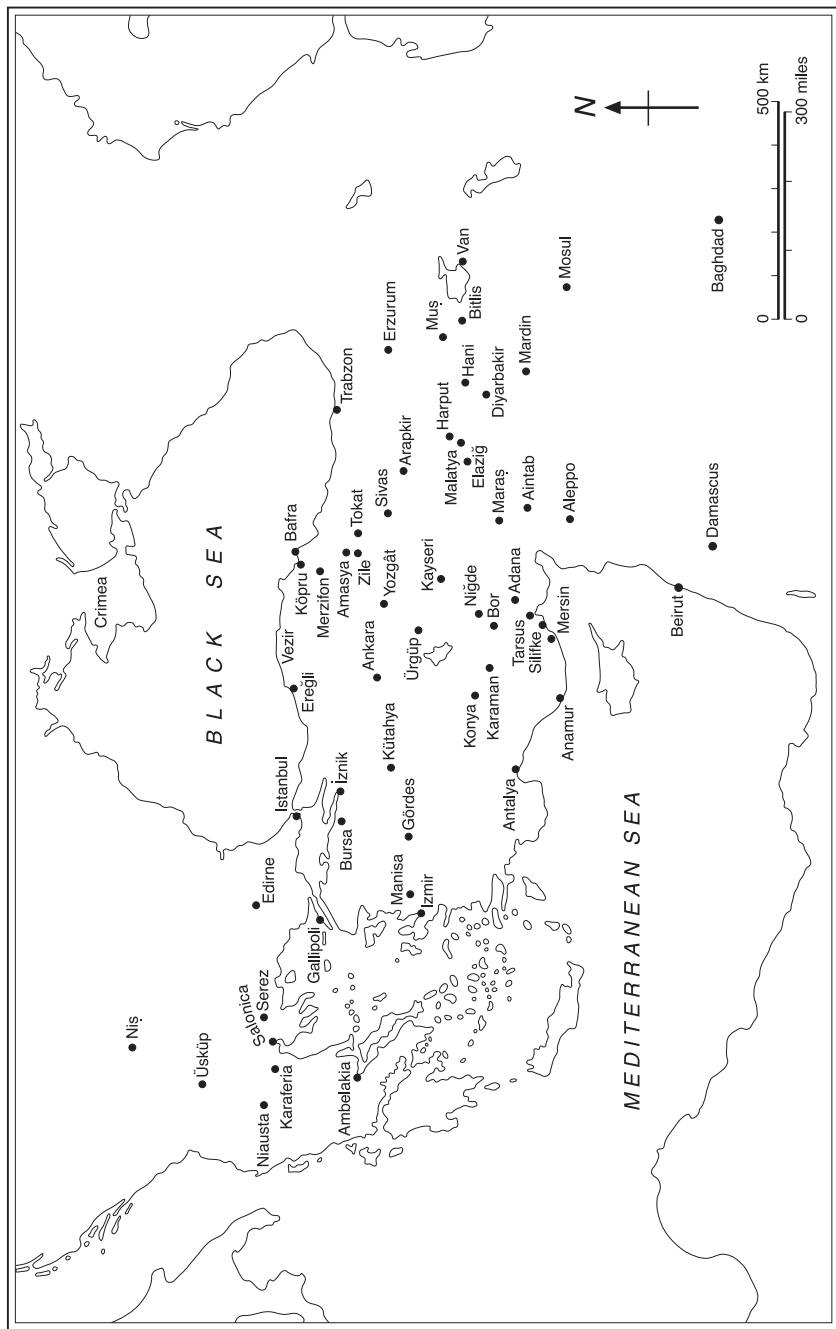 Crimea
BLACK SEA
Niş
Üsküp
Niausta
Karaferia
Salonica
Serez
Edirne
Ambelakia
Gallipoli
Istanbul
İznik
Bursa
Ereğli
Vezir
Köpru
Bafra
Merzifon
Amasya
Zile
Tokat
Trabzon
Sivas
Arapkir
Erzurum
Yozgât
Ankara
Kütahya
Gördes
Manisa
Izmir
Ürgüp
Kayseri
Malatya
Elaziğ
Harput
Hani
Diyarbakir
Muş
Bitlis
Van
Mardin
Mosul
Konya
Karaman
Niğde
Bor
Adana
Maraş
Aintab
Aleppo
Tarsus
Silifke
Mersin
Anamur
Antalya
Beirut
Damascus
Baghdad
MEDITERRANEAN SEA
N
0 500 km
0 300 miles